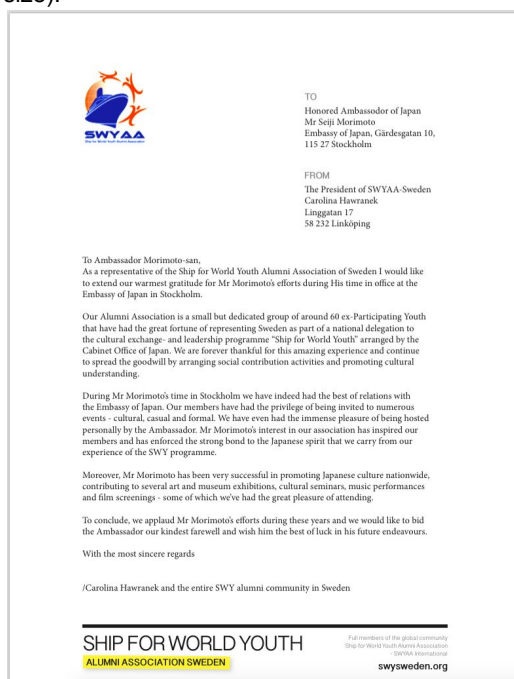 SWYAA
Ship for World Youth Alumni Association
TO
Honored Ambassodor of Japan
Mr Seiji Morimoto
Embassy of Japan, Gärdesgatan 10,
115 27 Stockholm
FROM
The President of SWYAA-Sweden
Carolina Hawranek
Linggatan 17
58 232 Linköping
To Ambassador Morimoto-san,
As a representative of the Ship for World Youth Alumni Association of Sweden I would like
to extend our warmest gratitude for Mr Morimoto's efforts during His time in office at the
Embassy of Japan in Stockholm.
Our Alumni Association is a small but dedicated group of around 60 ex-Participating Youth
that have had the great fortune of representing Sweden as part of a national delegation to
the cultural exchange- and leadership programme "Ship for World Youth" arranged by the
Cabinet Office of Japan. We are forever thankful for this amazing experience and continue
to spread the goodwill by arranging social contribution activities and promoting cultural
understanding.
During Mr Morimoto's time in Stockholm we have indeed had the best of relations with
the Embassy of Japan. Our members have had the privilege of being invited to numerous
events - cultural, casual and formal. We have even had the immense pleasure of being hosted
personally by the Ambassador. Mr Morimoto's interest in our association has inspired our
members and has enforced the strong bond to the Japanese spirit that we carry from our
experience of the SWY programme.
Moreover, Mr Morimoto has been very successful in promoting Japanese culture nationwide,
contributing to several art and museum exhibitions, cultural seminars, music performances
and film screenings - some of which we've had the great pleasure of attending.
To conclude, we applaud Mr Morimoto's efforts during these years and we would like to bid
the Ambassador our kindest farewell and wish him the best of luck in his future endeavours.
With the most sincere regards
/Carolina Hawranek and the entire SWY alumni community in Sweden
SHIP FOR WORLD YOUTH
ALUMNI ASSOCIATION SWEDEN
Full members of the global community
Ship for World Youth Alumni Association
- SWYAA International
swysweden.org